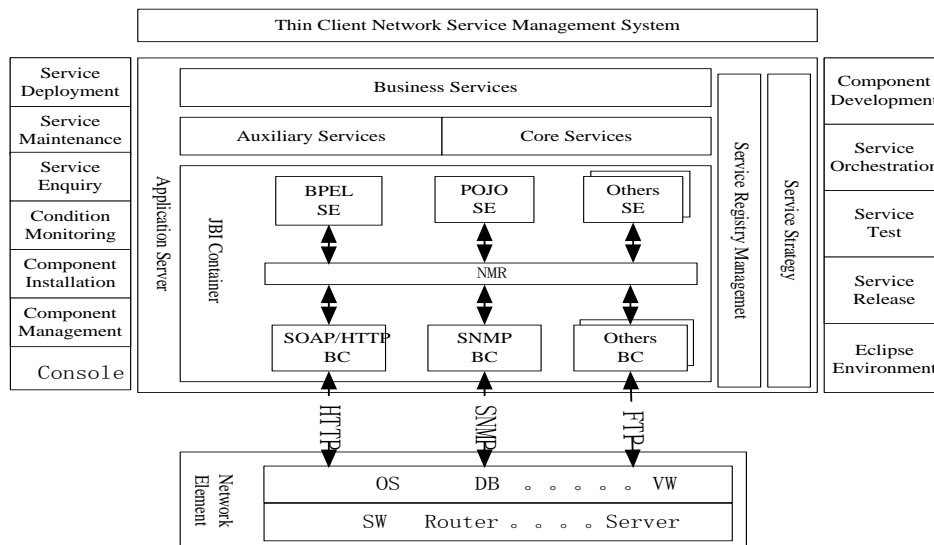 Thin Client Network Service Management System
Service
Deployment
Service
Maintenance
Service
Enquiry
Condition
Monitoring
Component
Installation
Component
Management
Console
Application Server
Business Services
Auxiliary Services
Core Services
JBI Container
BPEL
SE
POJO
SE
Others
SE
NMR
SOAP/HTTP
BC
SNMP
BC
Others
BC
Service Registry Managemet
Service Strategy
Component
Development
Service
Orchestration
Service
Test
Service
Release
Eclipse
Environment
HTTP
SNMP
FTP
Network
Element
OS DB 。 。 。 。 。 VW
SW Router 。 。 。 。 Server